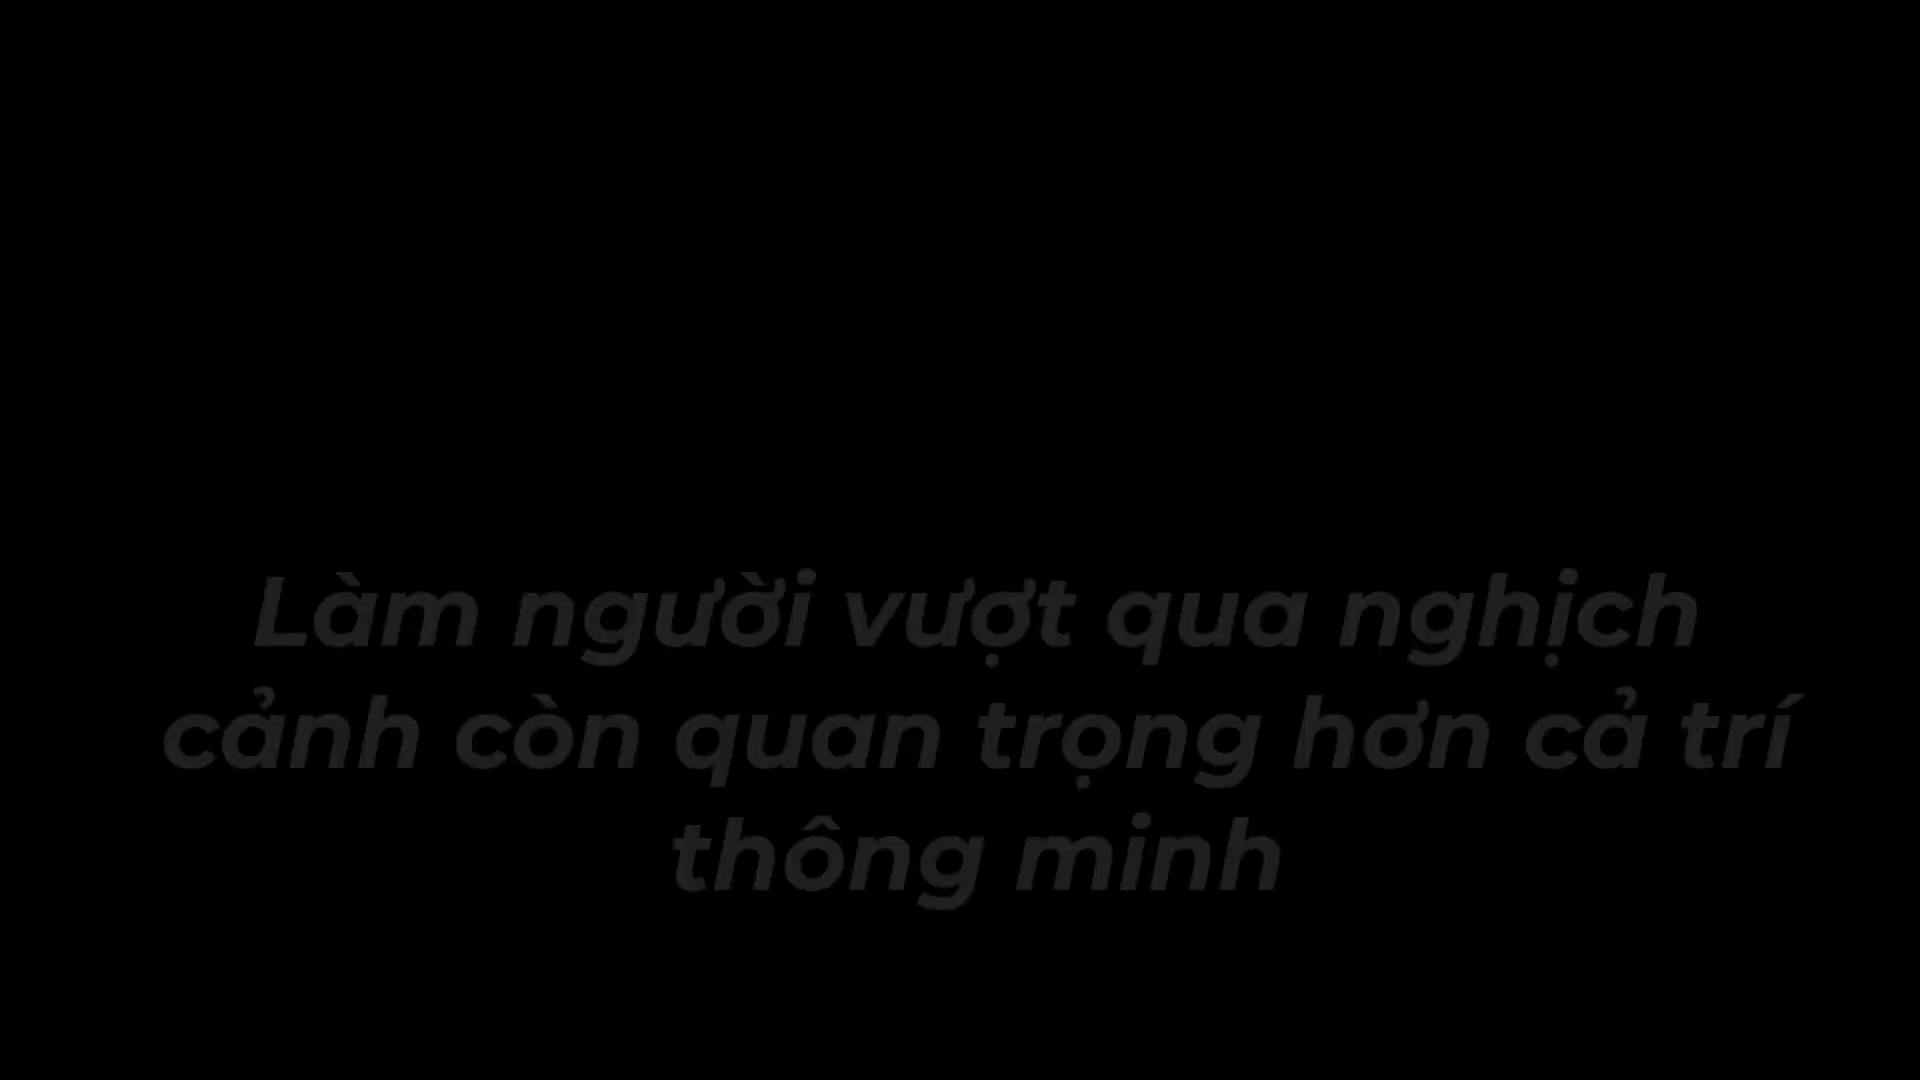 Làm người vượt qua nghịch
cảnh còn quan trọng hơn cả trí
thông minh